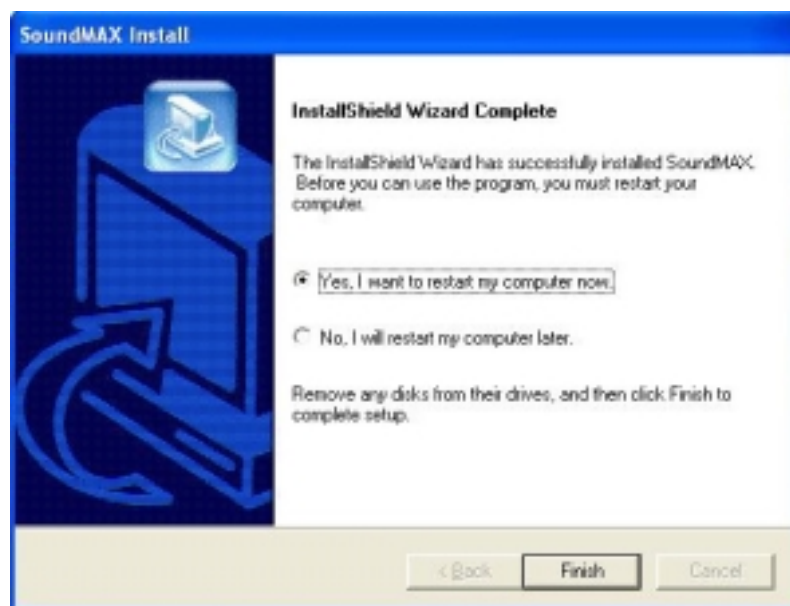 SoundMAX Install
InstallShield Wizard Complete
The InstallShield Wizard has successfully installed SoundMAX.
Before you can use the program, you must restart your
computer.
Yes, I want to restart my computer now.
No, I will restart my computer later.
Remove any disks from their drives, and then click Finish to
complete setup.
< Back
Finish
Cancel